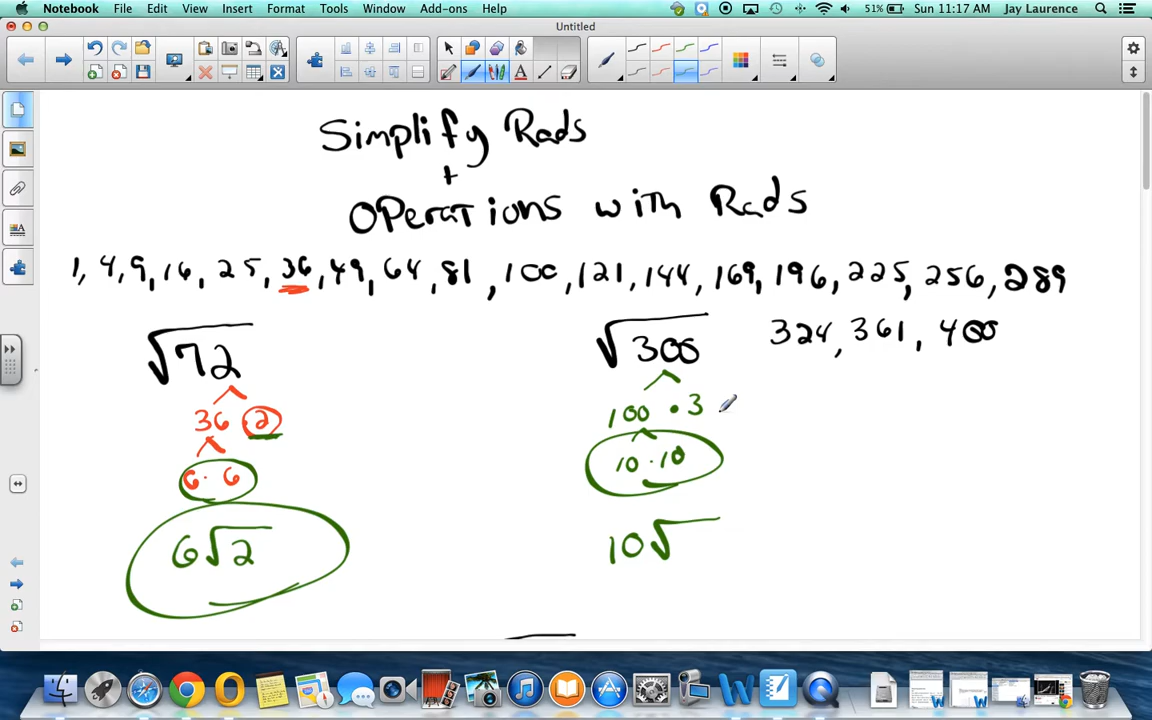 Notebook File Edit View Insert Format Tools Window Add-ons Help 51% Sun 11:17 AM Jay Laurence
Untitled
Simplify Rads
+
Operations with Rads
1, 4, 9, 16, 25, 36, 49, 64, 81, 100, 121, 144, 169, 196, 225, 256, 289
324, 361, 400
√72
36 2
6 · 6
6√2
√300
100 · 3
10 · 10
10√